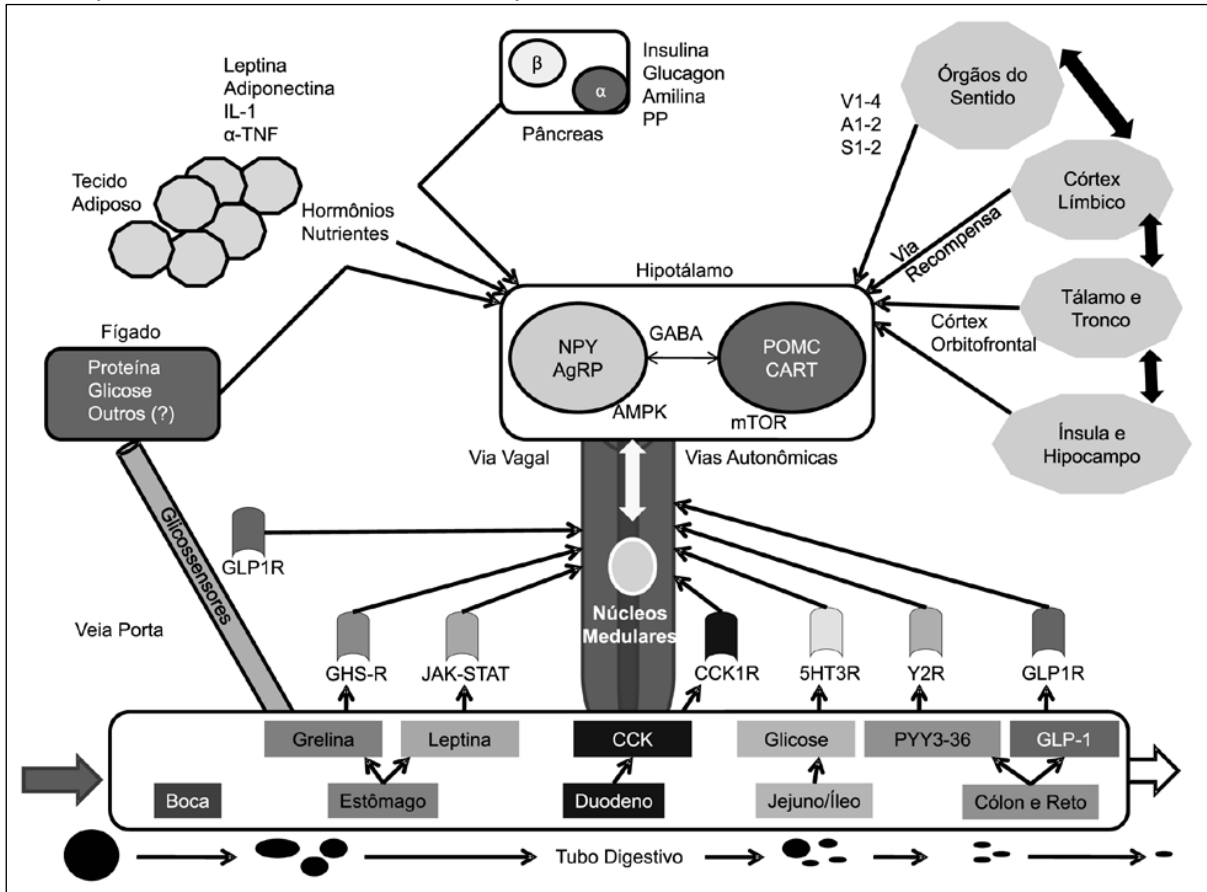 Leptina
Adiponectina
IL-1
α-TNF
Tecido
Adiposo
Hormônios
Nutrientes
β
α
Pâncreas
Insulina
Glucagon
Amilina
PP
V1-4
A1-2
S1-2
Órgãos do
Sentido
Córtex
Límbico
Via
Recompensa
Tálamo e
Tronco
Córtex
Orbitofrontal
Ínsula e
Hipocampo
Hipotálamo
NPY
AgRP
GABA
POMC
CART
AMPK
mTOR
Fígado
Proteína
Glicose
Outros (?)
Via Vagal
Vias Autonômicas
Glicossensores
Veia Porta
GLP1R
Núcleos
Medulares
GHS-R
JAK-STAT
CCK1R
5HT3R
Y2R
GLP1R
Grelina
Leptina
CCK
Glicose
PYY3-36
GLP-1
Boca
Estômago
Duodeno
Jejuno/Íleo
Cólon e Reto
Tubo Digestivo